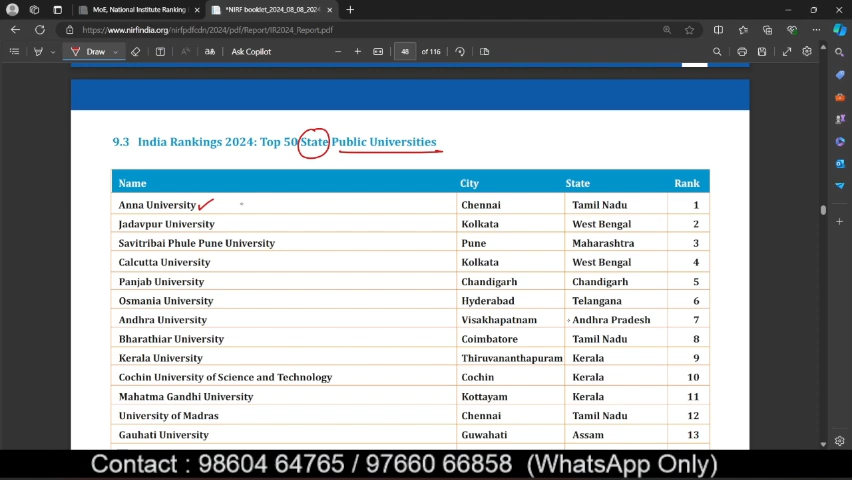 MoE, National Institute Ranking
*NIRF booklet_2024_08_08_2024
https://www.nirfindia.org/nirfpdfcdn/2024/pdf/Report/IR2024_Report.pdf
Draw
Ask Copilot
48 of 116
9.3 India Rankings 2024: Top 50 State Public Universities
Name City State Rank
Anna University Chennai Tamil Nadu 1
Jadavpur University Kolkata West Bengal 2
Savitribai Phule Pune University Pune Maharashtra 3
Calcutta University Kolkata West Bengal 4
Panjab University Chandigarh Chandigarh 5
Osmania University Hyderabad Telangana 6
Andhra University Visakhapatnam Andhra Pradesh 7
Bharathiar University Coimbatore Tamil Nadu 8
Kerala University Thiruvananthapuram Kerala 9
Cochin University of Science and Technology Cochin Kerala 10
Mahatma Gandhi University Kottayam Kerala 11
University of Madras Chennai Tamil Nadu 12
Gauhati University Guwahati Assam 13
Contact : 98604 64765 / 97660 66858 (WhatsApp Only)